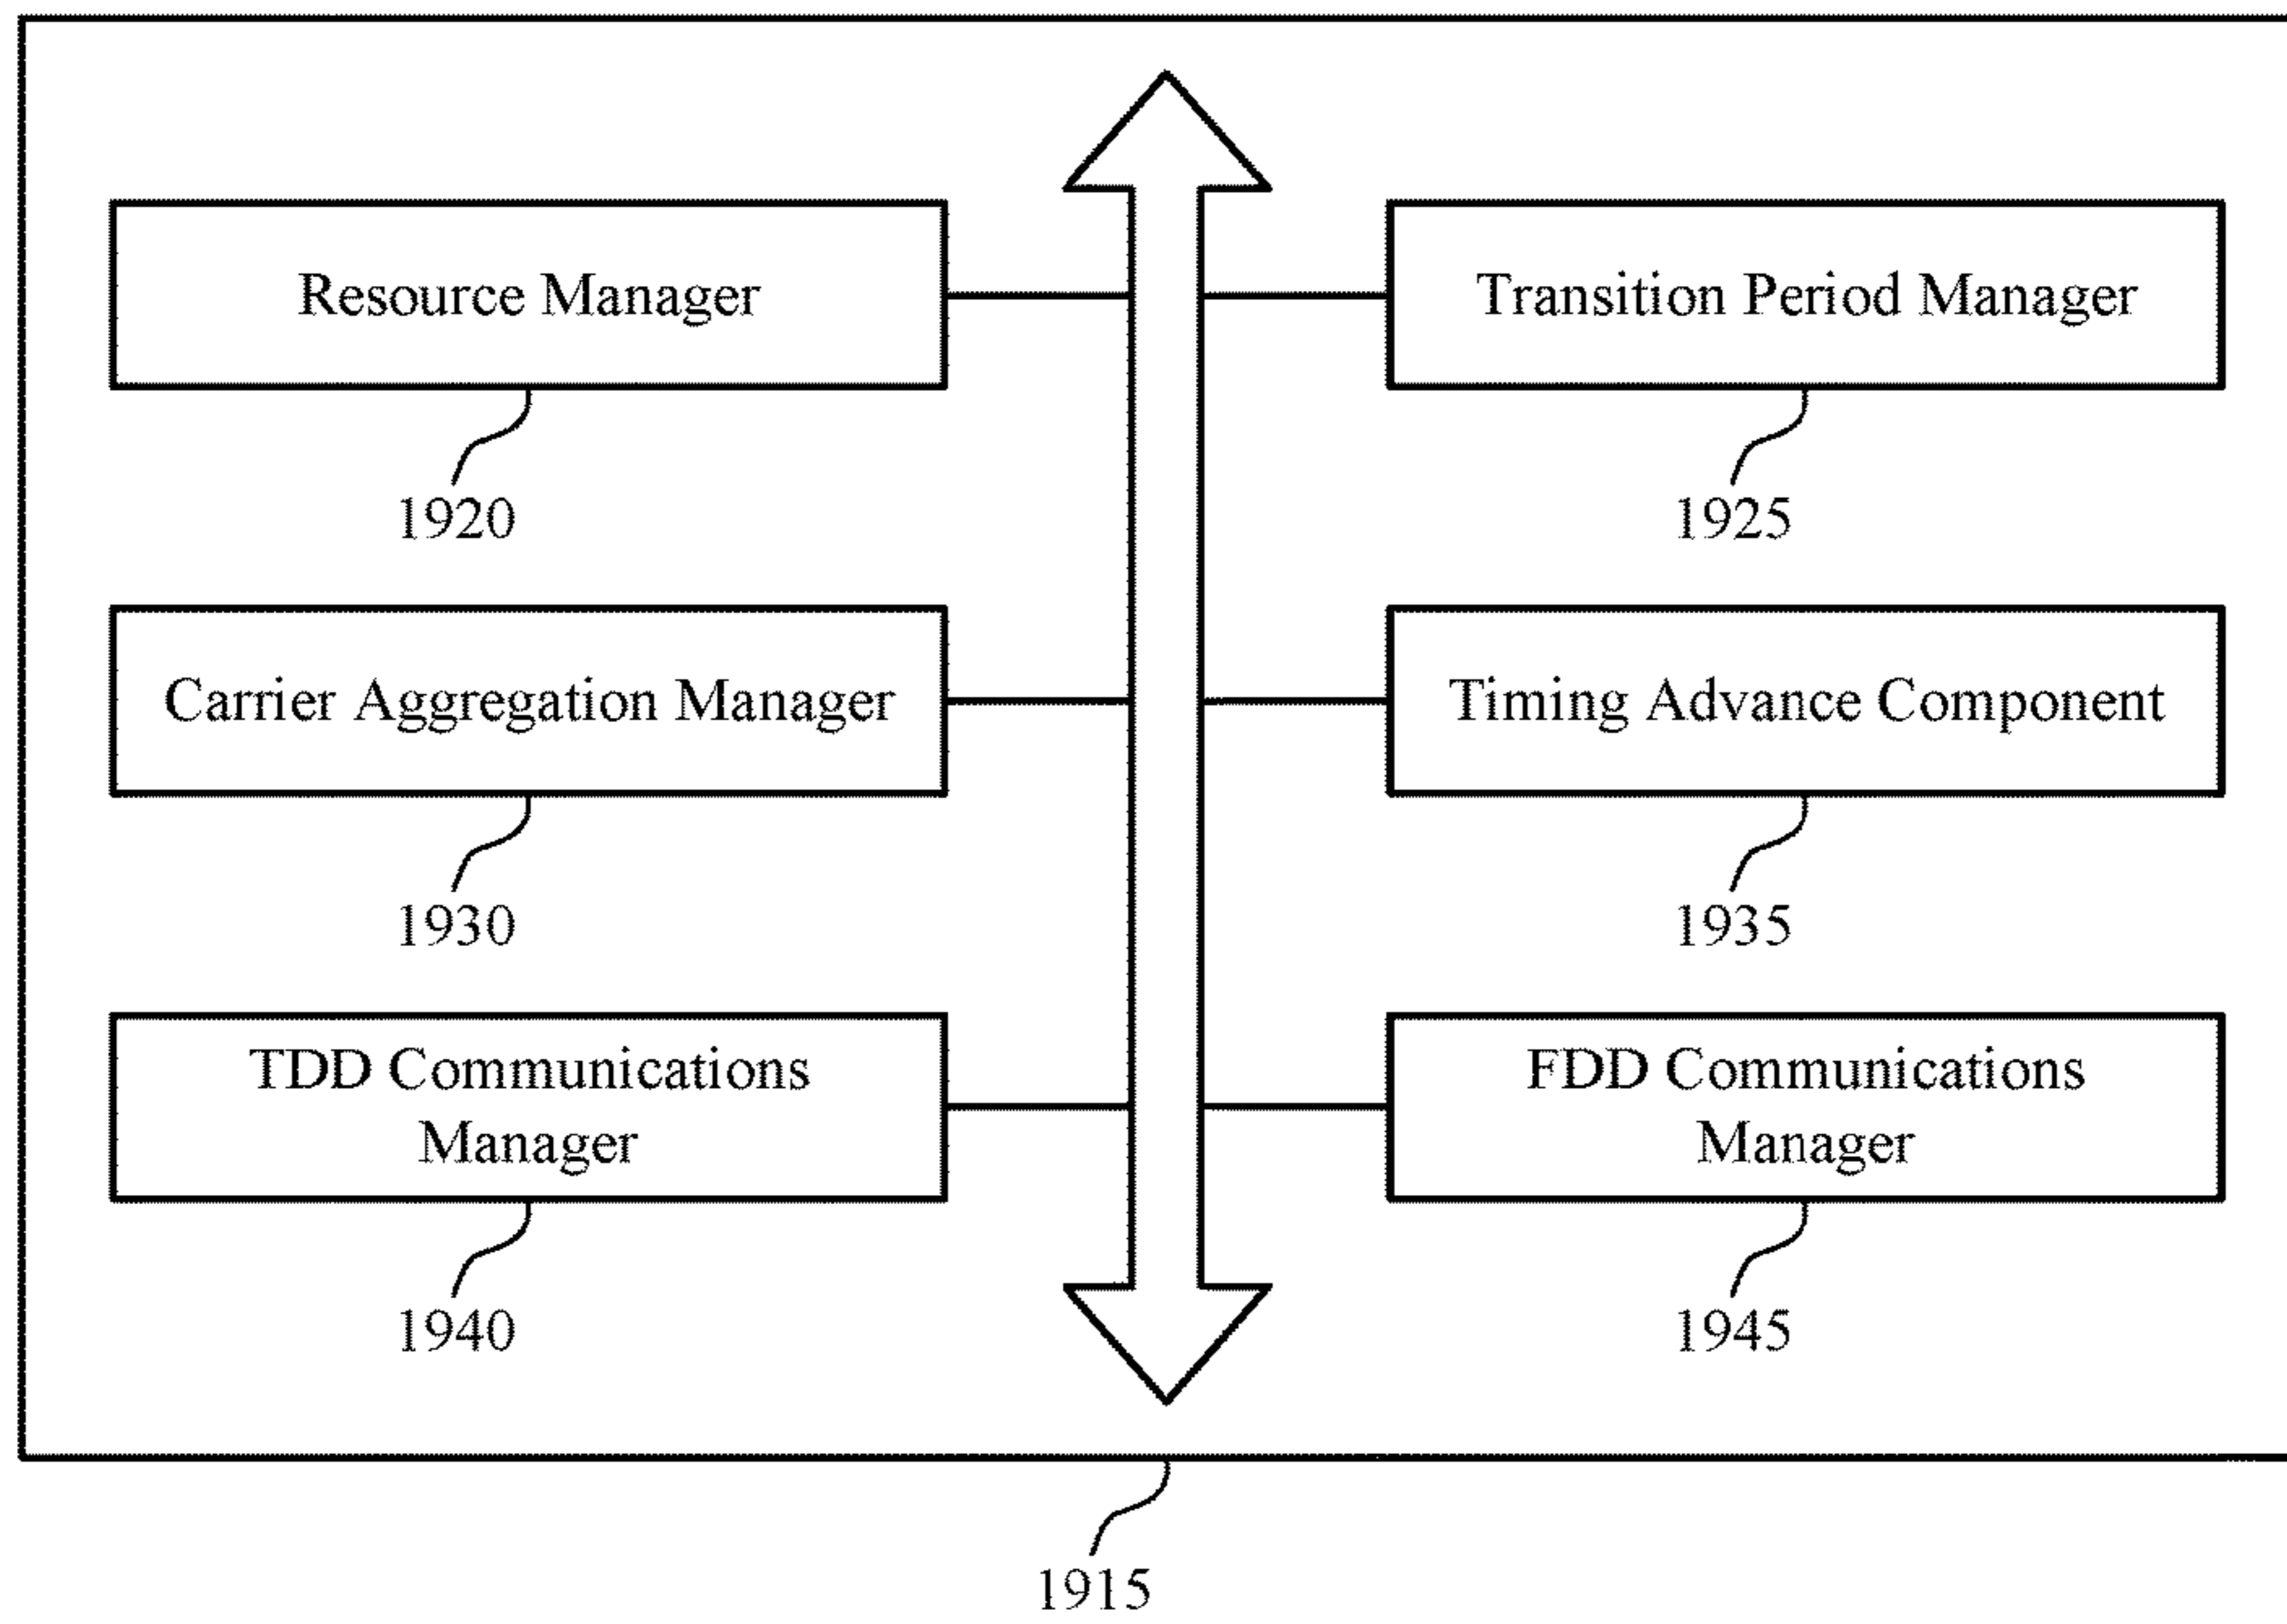 Resource Manager
Transition Period Manager
1920
1925
Carrier Aggregation Manager
Timing Advance Component
1930
1935
TDD Communications
Manager
FDD Communications
Manager
1940
1945
1915